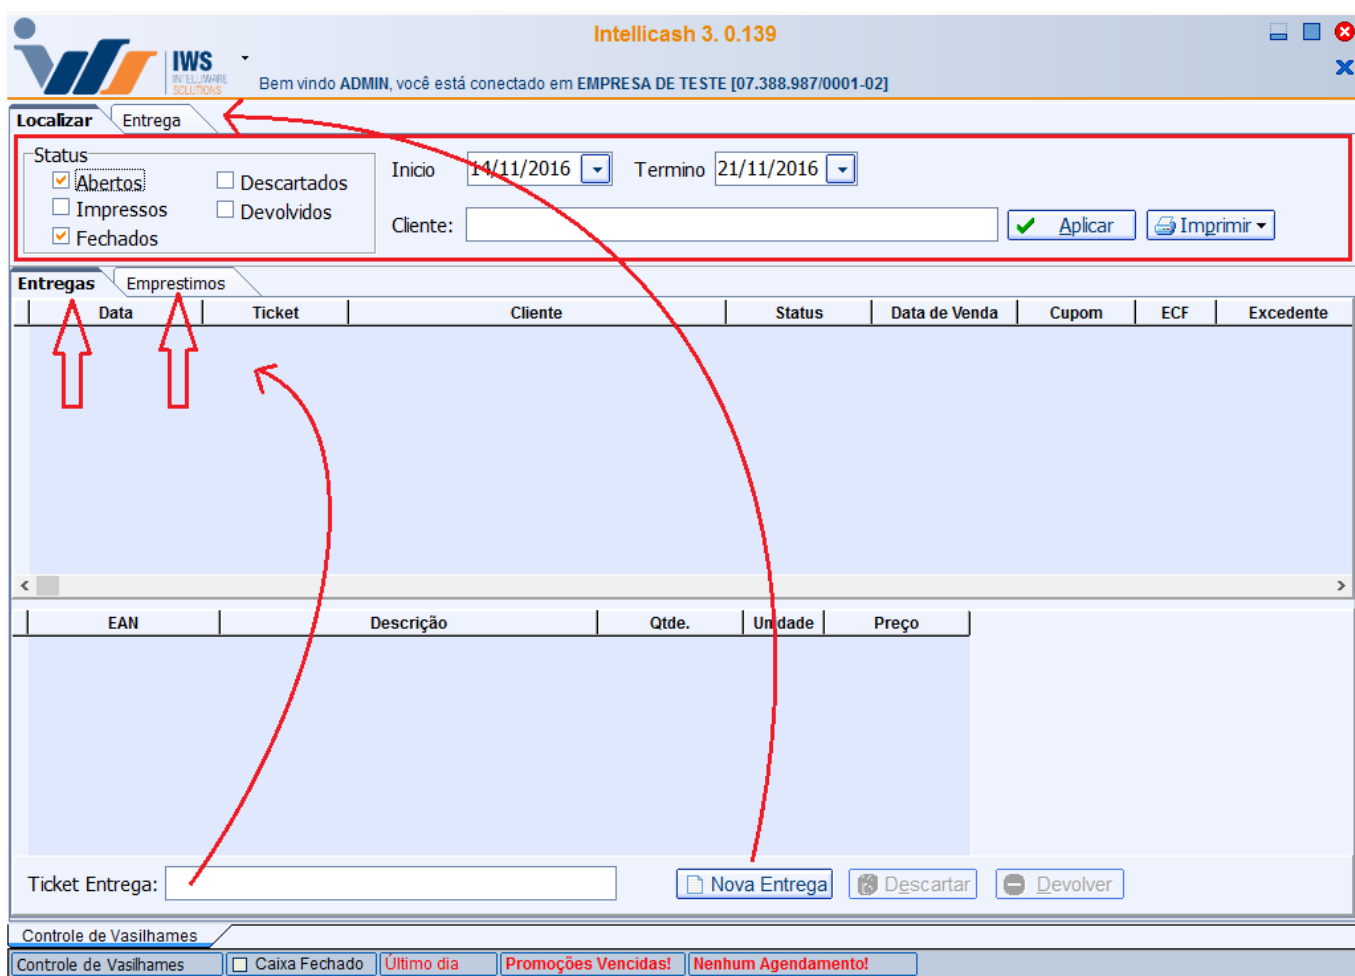 Intellicash 3. 0.139
IWS
INTELLIWARE
SOLUTIONS
Bem vindo ADMIN, você está conectado em EMPRESA DE TESTE [07.388.987/0001-02]
Localizar Entrega
Status
Abertos Descartados
Impressos Devolvidos
Fechados
Inicio 14/11/2016 Termino 21/11/2016
Cliente: Aplicar Imprimir
Entregas Emprestimos
Data Ticket Cliente Status Data de Venda Cupom ECF Excedente
EAN Descrição Qtde. Unidade Preço
Ticket Entrega: Nova Entrega Descartar Devolver
Controle de Vasilhames
Controle de Vasilhames Caixa Fechado Último dia Promoções Vencidas! Nenhum Agendamento!